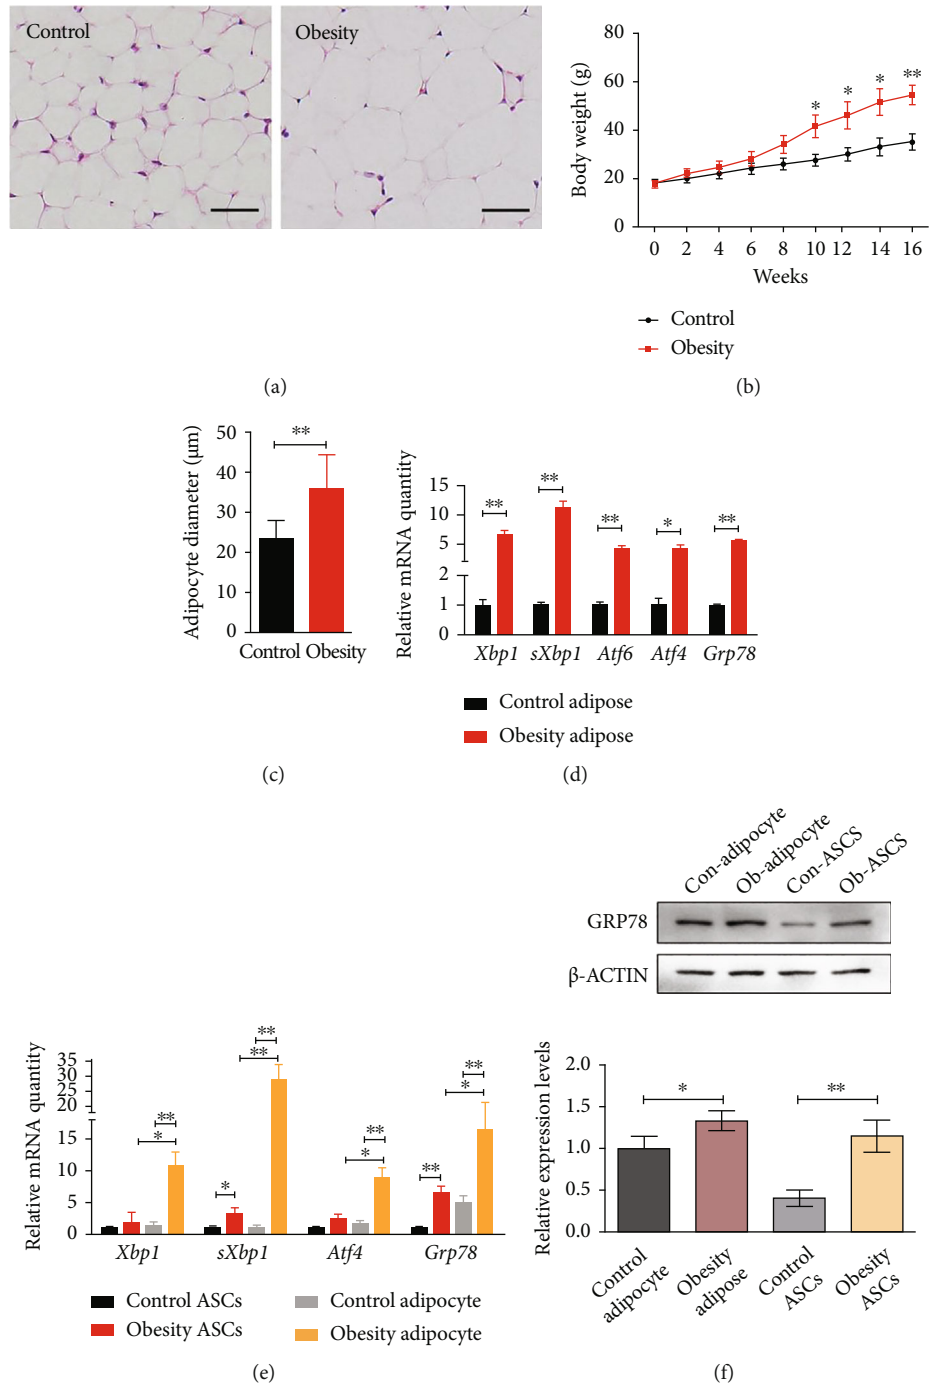 Control
Obesity
(a)
Body weight (g)
80
60
40
20
0
* * * **
0 2 4 6 8 10 12 14 16
Weeks
Control
Obesity
(b)
Adipocyte diameter (μm)
50
40
30
20
10
0
**
Control Obesity
(c)
Relative mRNA quantity
15
10
5
2
1
0
** ** ** * **
Xbp1 sXbp1 Atf6 Atf4 Grp78
Control adipose
Obesity adipose
(d)
Relative mRNA quantity
35
30
25
20
15
10
5
0
**
*
**
**
*
**
*
**
*
**
Xbp1 sXbp1 Atf4 Grp78
Control ASCs
Obesity ASCs
Control adipocyte
Obesity adipocyte
(e)
Con-adipocyte
Ob-adipocyte
Con-ASCS
Ob-ASCS
GRP78
β-ACTIN
Relative expression levels
2.0
1.5
1.0
0.5
0.0
* **
Control
adipocyte
Obesity
adipose
Control
ASCs
Obesity
ASCs
(f)